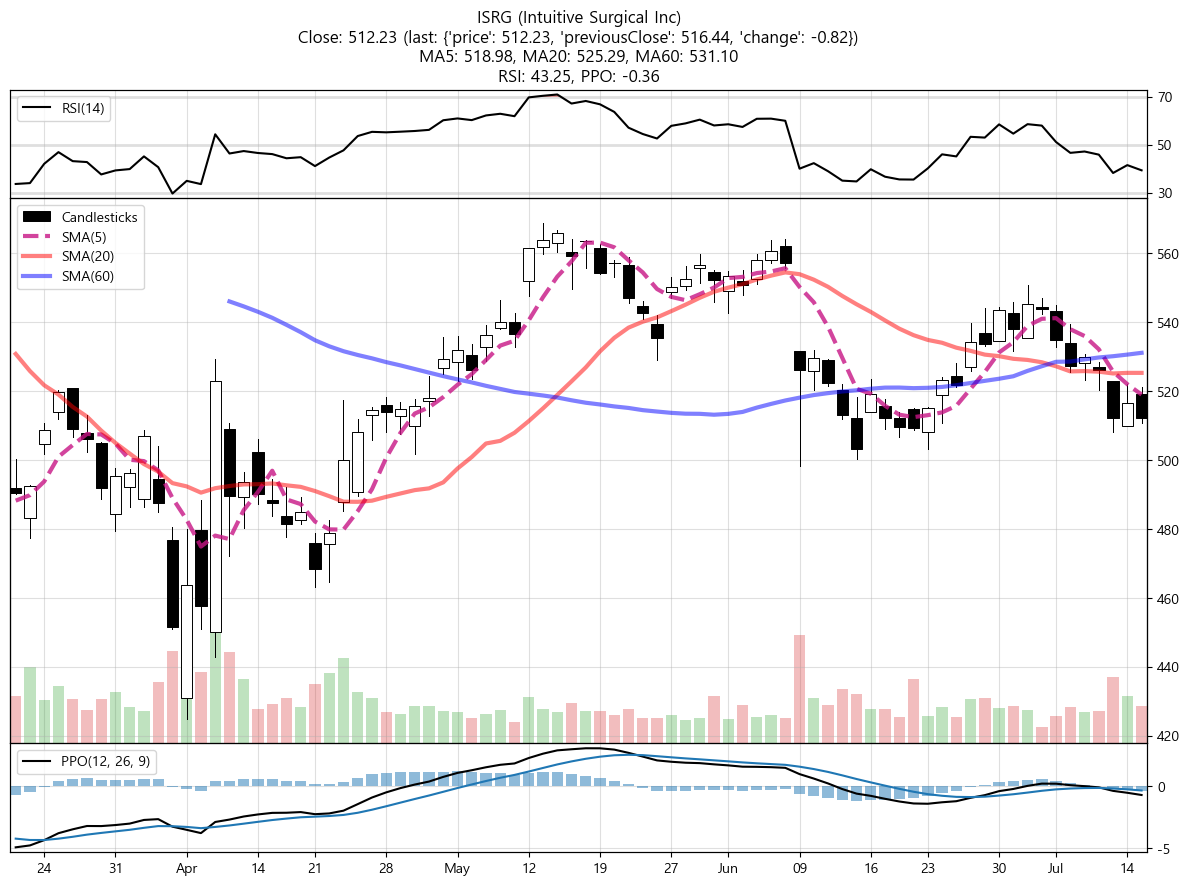 ISRG (Intuitive Surgical Inc)
Close: 512.23 (last: {'price': 512.23, 'previousClose': 516.44, 'change': -0.82})
MA5: 518.98, MA20: 525.29, MA60: 531.10
RSI: 43.25, PPO: -0.36
RSI(14)
70
50
30
Candlesticks
SMA(5)
SMA(20)
SMA(60)
560
540
520
500
480
460
440
420
PPO(12, 26, 9)
0
-5
24 31 Apr 14 21 May 12 19 27 Jun 09 16 23 Jul 14